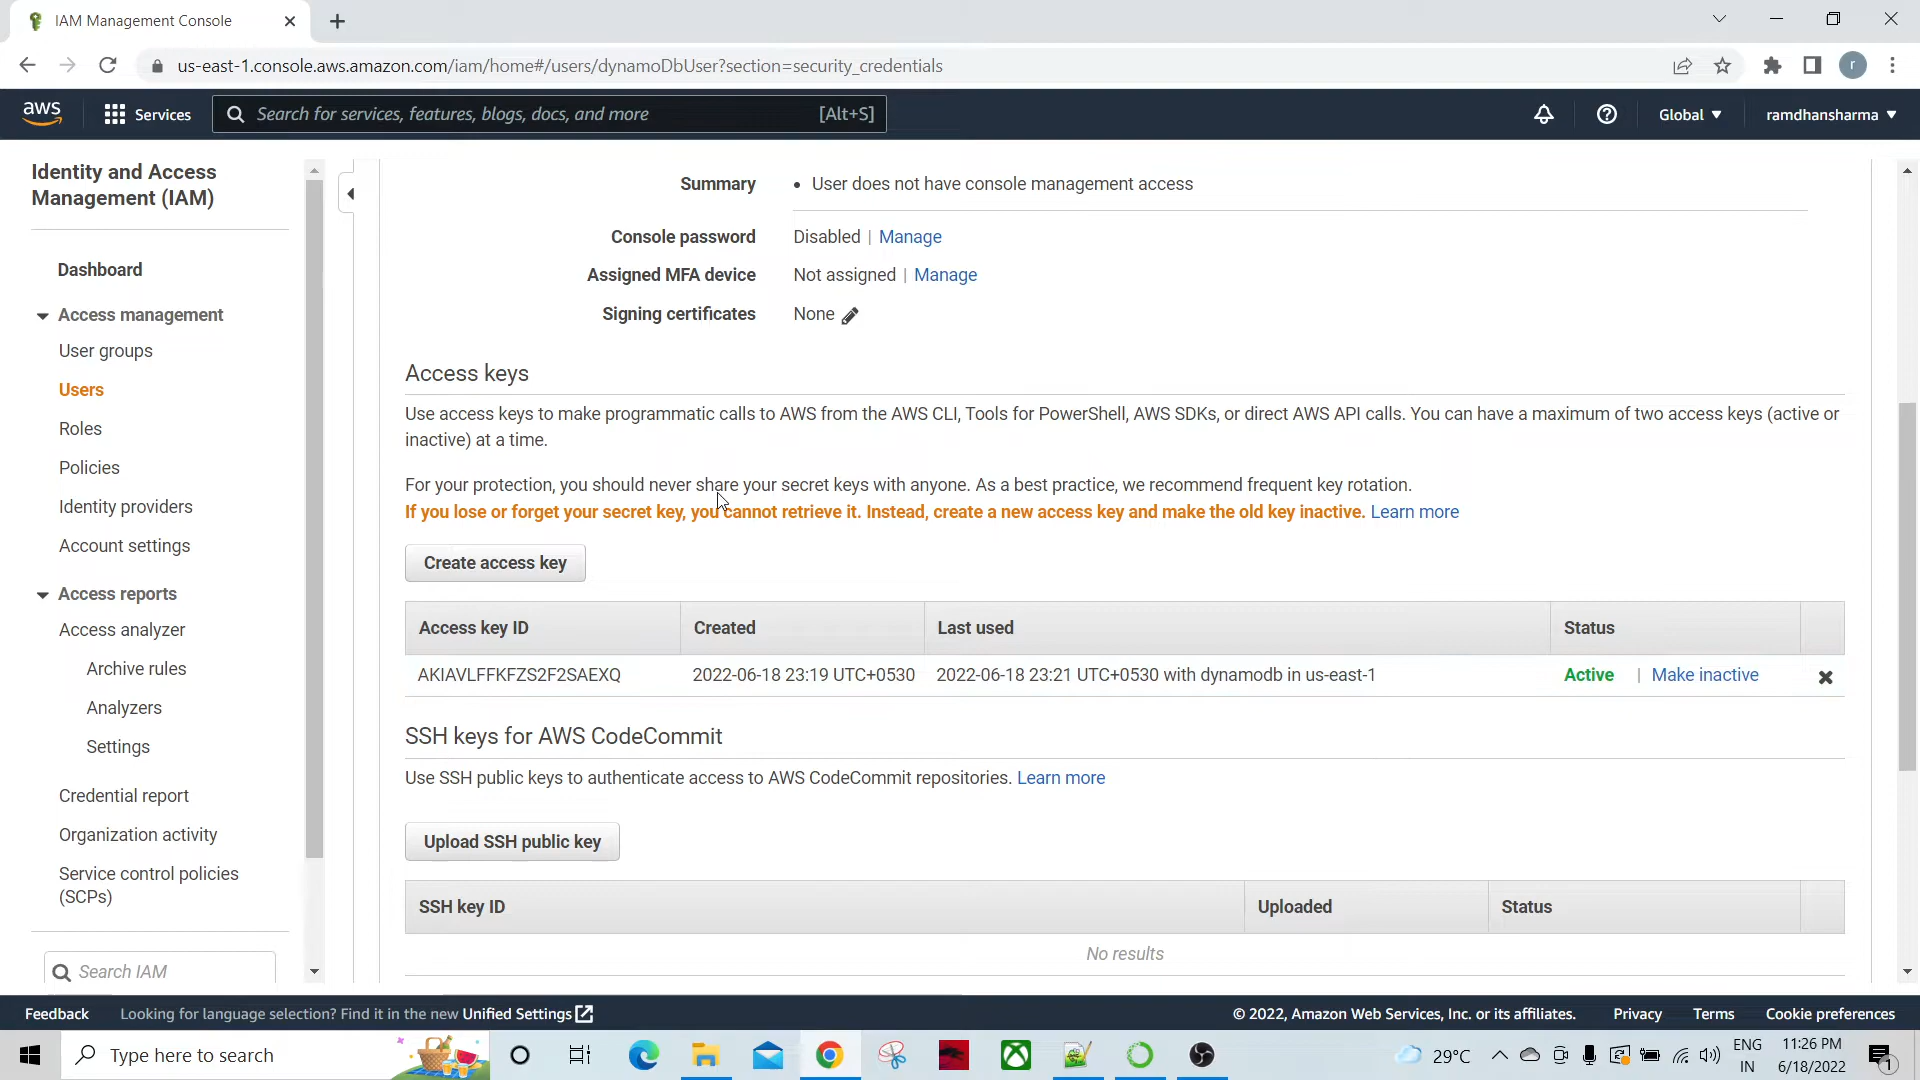 IAM Management Console
us-east-1.console.aws.amazon.com/iam/home#/users/dynamoDbUser?section=security_credentials
r
aws
Services
Search for services, features, blogs, docs, and more [Alt+S]
Global
ramdhansharma
Identity and Access
Management (IAM)
Dashboard
Access management
User groups
Users
Roles
Policies
Identity providers
Account settings
Access reports
Access analyzer
Archive rules
Analyzers
Settings
Credential report
Organization activity
Service control policies
(SCPs)
Search IAM
Summary • User does not have console management access
Console password Disabled | Manage
Assigned MFA device Not assigned | Manage
Signing certificates None
Access keys
Use access keys to make programmatic calls to AWS from the AWS CLI, Tools for PowerShell, AWS SDKs, or direct AWS API calls. You can have a maximum of two access keys (active or
inactive) at a time.
For your protection, you should never share your secret keys with anyone. As a best practice, we recommend frequent key rotation.
If you lose or forget your secret key, you cannot retrieve it. Instead, create a new access key and make the old key inactive. Learn more
Create access key
Access key ID Created Last used Status
AKIAVLFFKFZS2F2SAEXQ 2022-06-18 23:19 UTC+0530 2022-06-18 23:21 UTC+0530 with dynamodb in us-east-1 Active | Make inactive
SSH keys for AWS CodeCommit
Use SSH public keys to authenticate access to AWS CodeCommit repositories. Learn more
Upload SSH public key
SSH key ID Uploaded Status
No results
Feedback Looking for language selection? Find it in the new Unified Settings © 2022, Amazon Web Services, Inc. or its affiliates. Privacy Terms Cookie preferences
Type here to search
29°C
ENG
IN
11:26 PM
6/18/2022
1